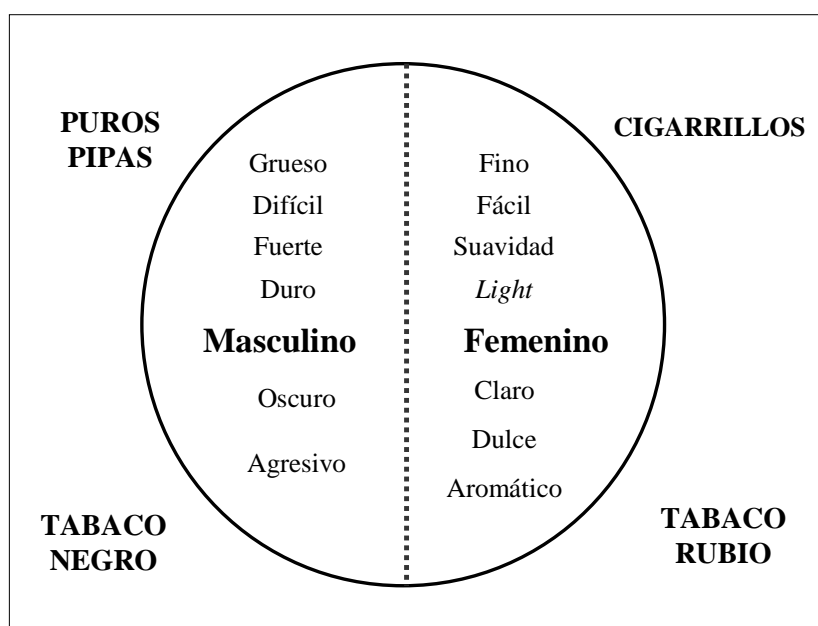 PUROS
PIPAS
CIGARRILLOS
Grueso
Difícil
Fuerte
Duro
Masculino
Oscuro
Agresivo
Fino
Fácil
Suavidad
Light
Femenino
Claro
Dulce
Aromático
TABACO
NEGRO
TABACO
RUBIO